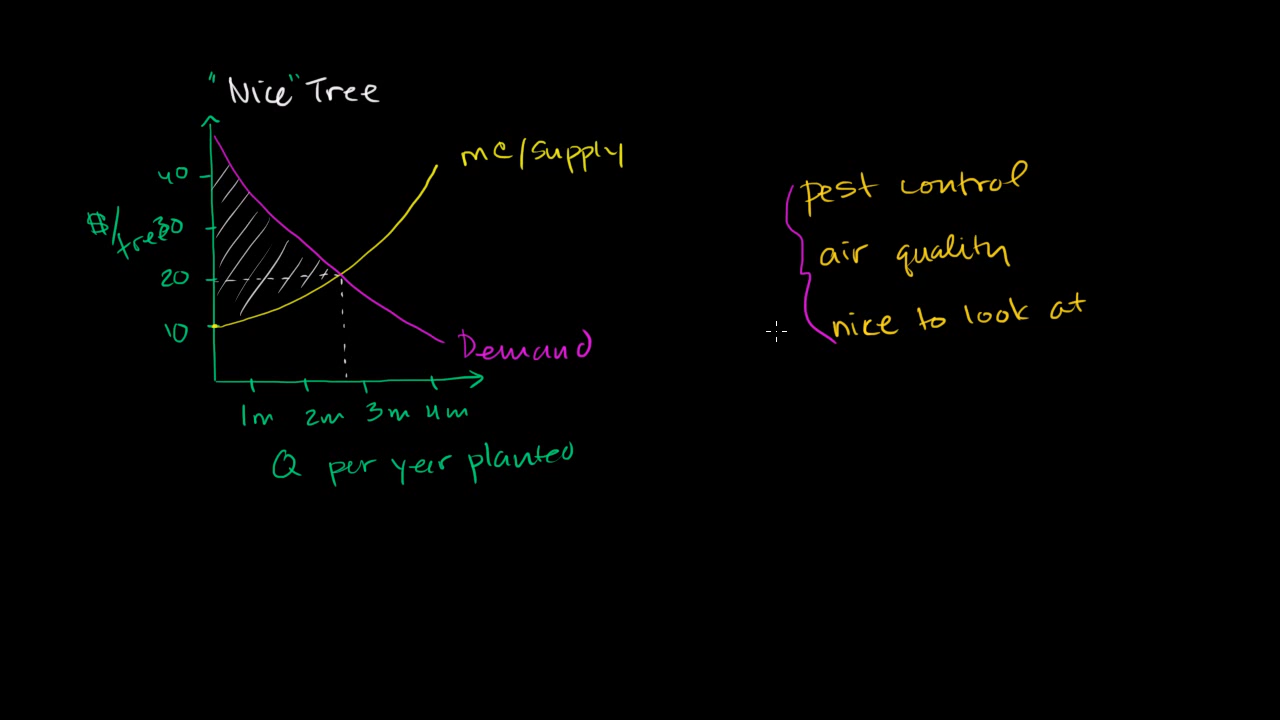 "Nice" Tree
mc/supply
40
$/tree
30
20
10
Demand
1m 2m 3m 4m
Q per year planted
pest control
air quality
nice to look at